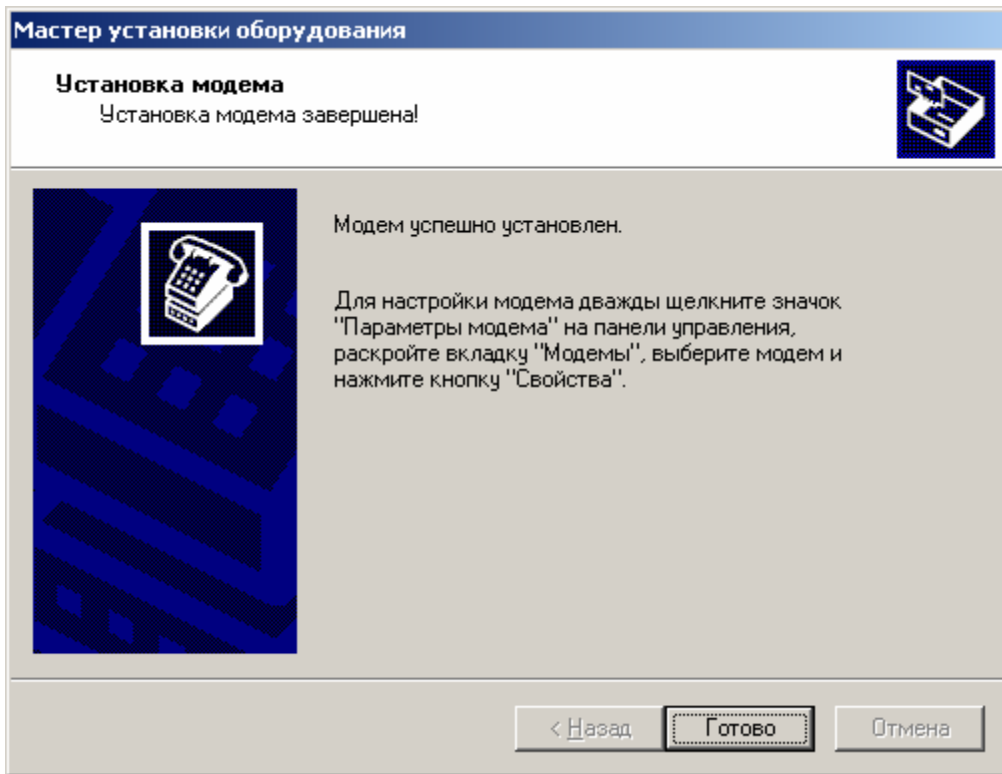 Мастер установки оборудования
Установка модема
Установка модема завершена!
Модем успешно установлен.
Для настройки модема дважды щелкните значок
"Параметры модема" на панели управления,
раскройте вкладку "Модемы", выберите модем и
нажмите кнопку "Свойства".
< Назад
Готово
Отмена